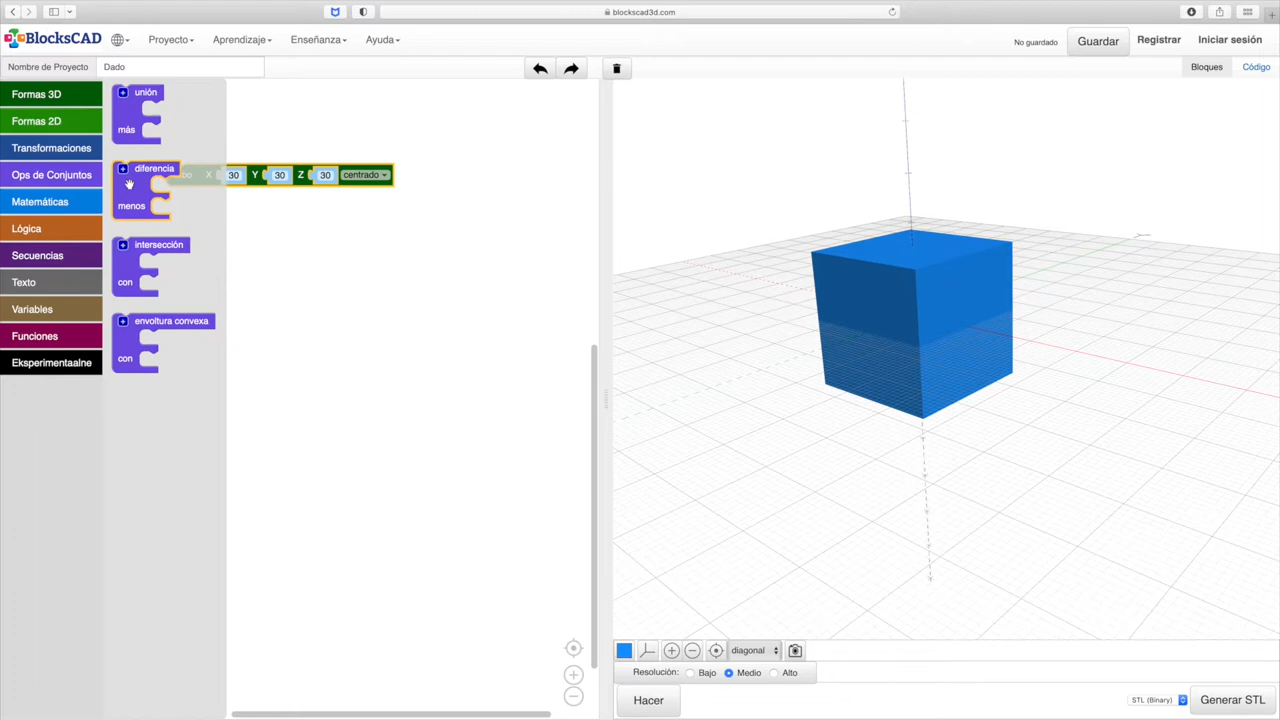 blockscad3d.com
BlocksCAD
Proyecto
Aprendizaje
Enseñanza
Ayuda
No guardado
Guardar
Registrar
Iniciar sesión
Nombre de Proyecto
Dado
Bloques
Código
Formas 3D
Formas 2D
Transformaciones
Ops de Conjuntos
Matemáticas
Lógica
Secuencias
Texto
Variables
Funciones
Eksperimentaalne
unión
más
diferencia
menos
intersección
con
envoltura convexa
con
bo X 30 Y 30 Z 30 centrado
diagonal
Resolución: Bajo Medio Alto
Hacer
STL (Binary)
Generar STL